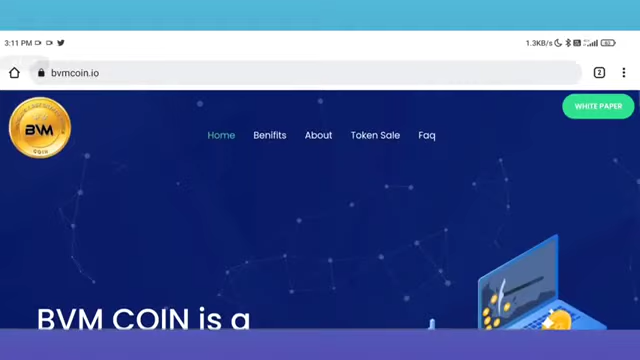 3:11 PM
1.3KB/s
bvmcoin.io
2
WHITE PAPER
BVM
COIN
Home Benifits About Token Sale Faq
BVM COIN is a